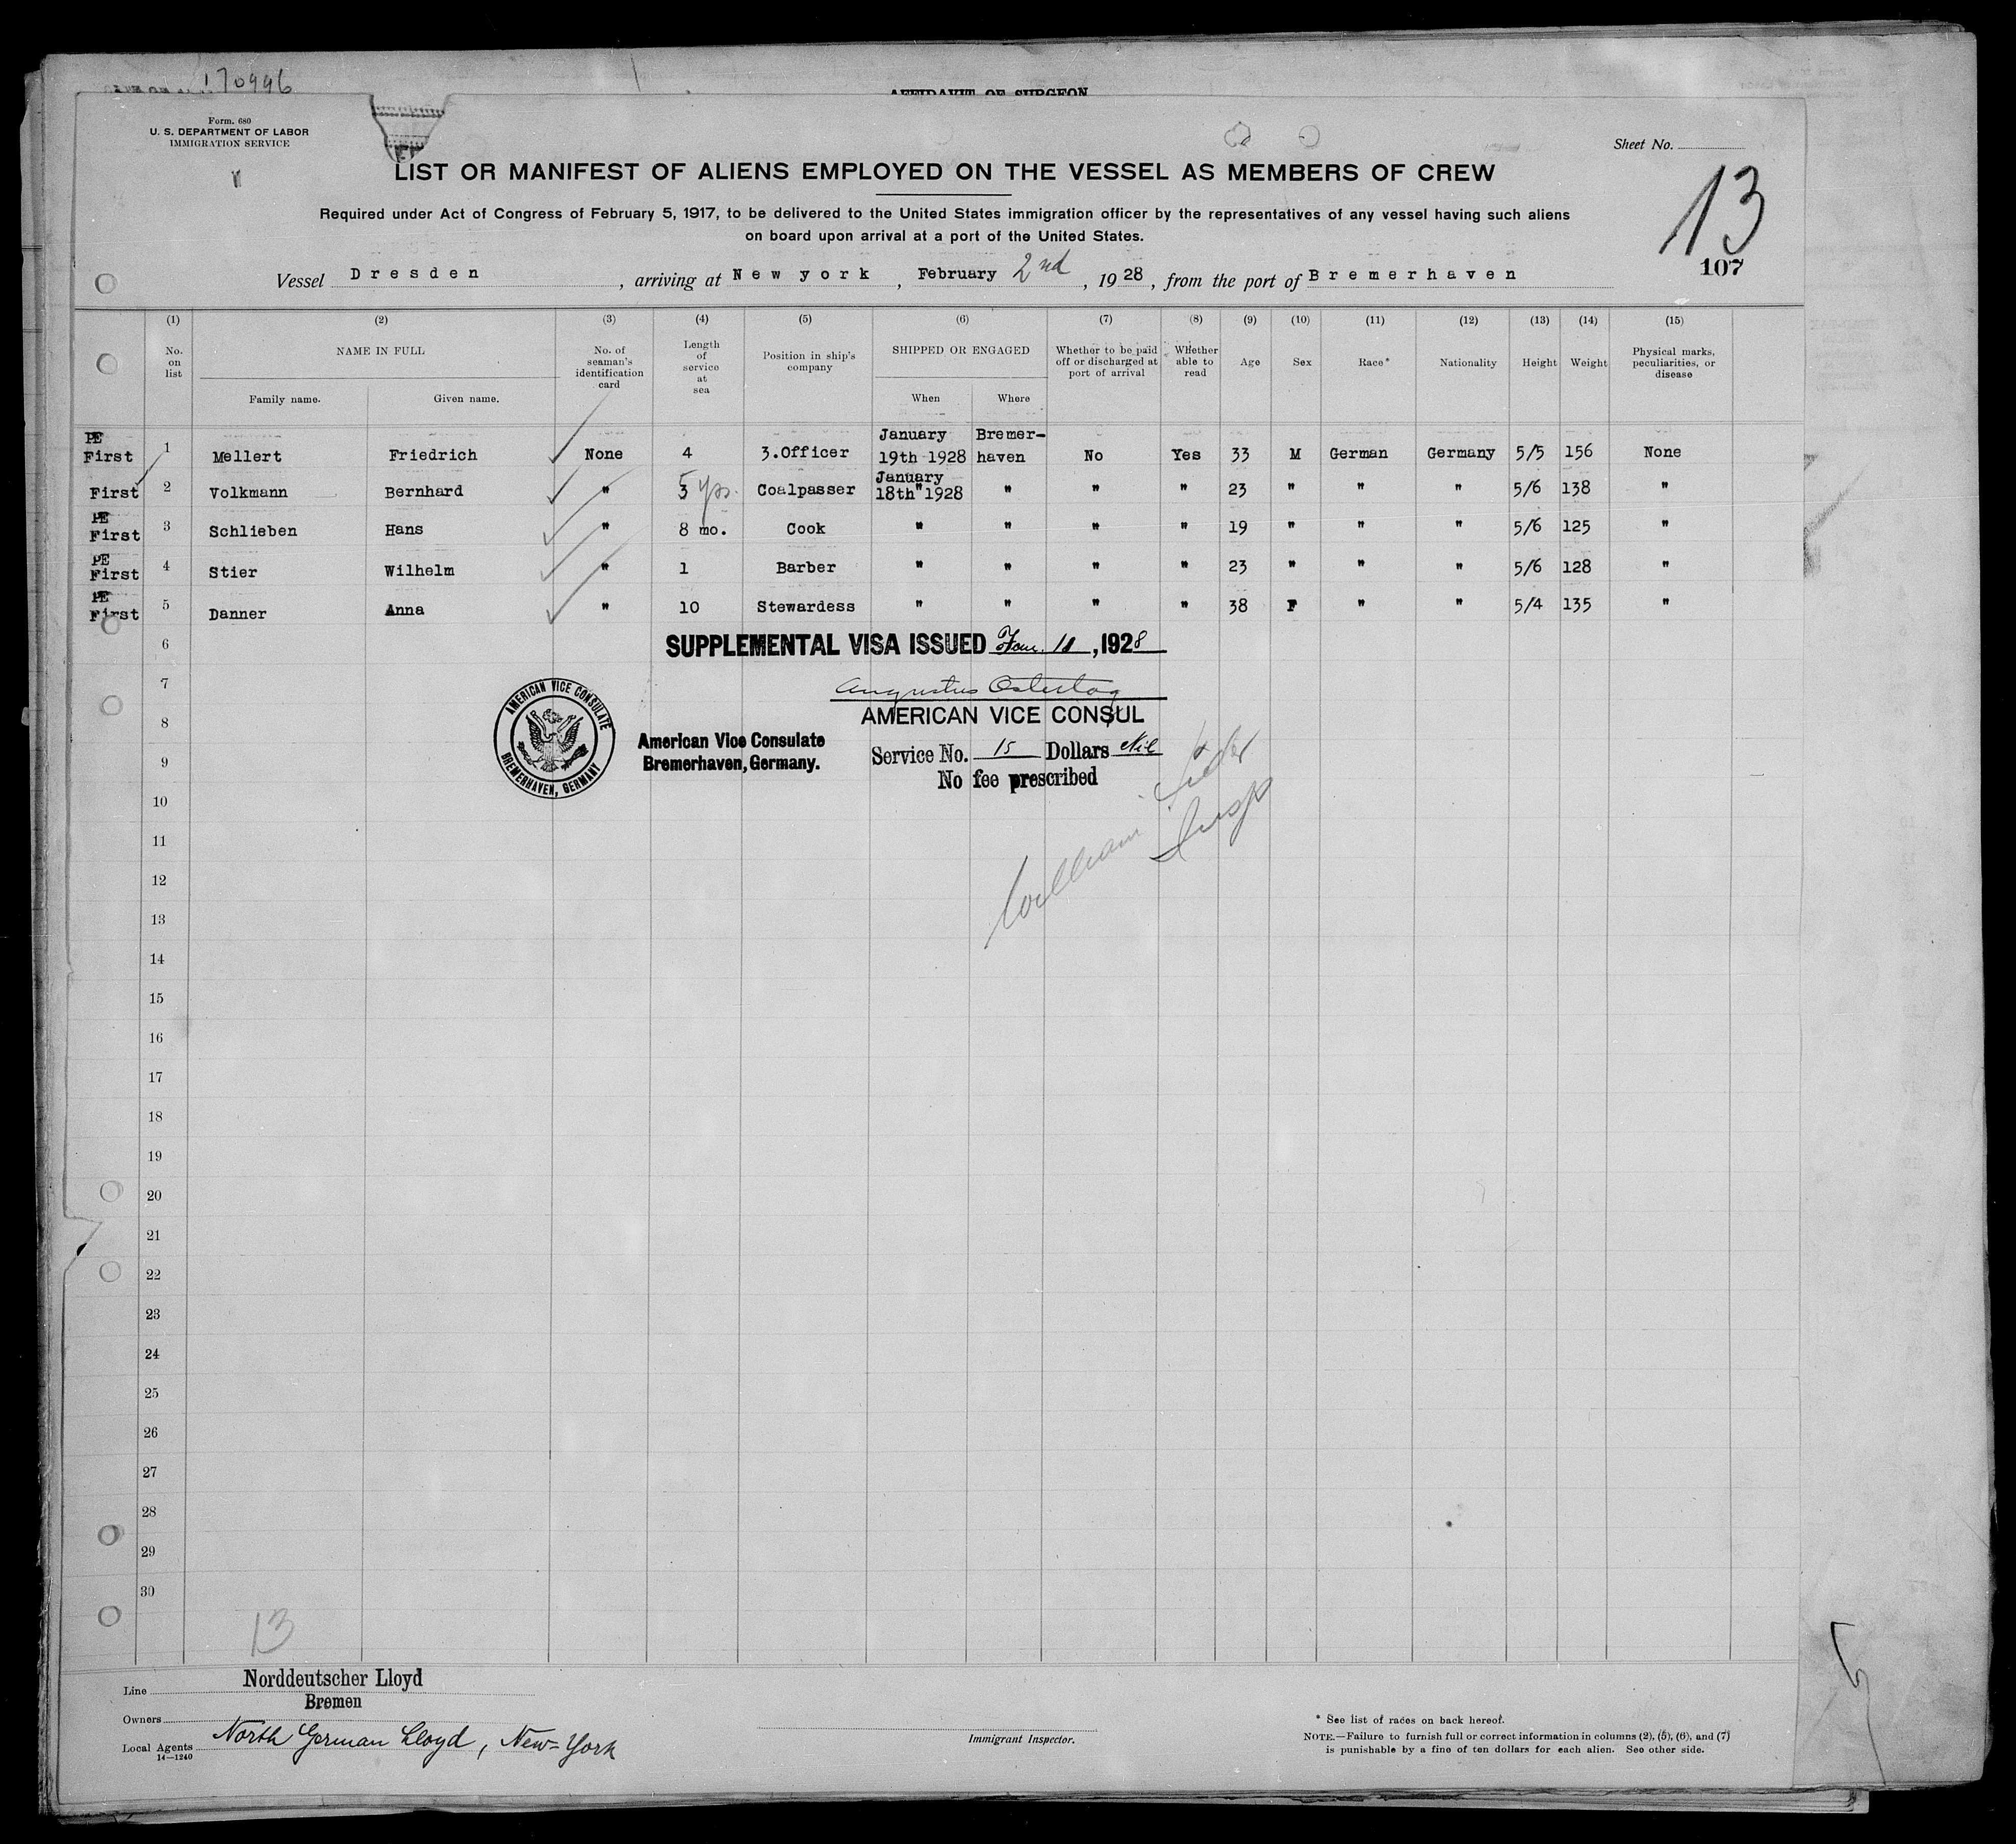 170996
AFFIDAVIT OF SURGEON
Form. 680
U. S. DEPARTMENT OF LABOR
IMMIGRATION SERVICE
Sheet No.
LIST OR MANIFEST OF ALIENS EMPLOYED ON THE VESSEL AS MEMBERS OF CREW
13
Required under Act of Congress of February 5, 1917, to be delivered to the United States immigration officer by the representatives of any vessel having such aliens
on board upon arrival at a port of the United States.
107
Vessel Dresden, arriving at New york, February 2nd, 1928, from the port of Bremerhaven
(1) (2) (3) (4) (5) (6) (7) (8) (9) (10) (11) (12) (13) (14) (15)
No. on list NAME IN FULL No. of seaman's identification card Length of service at sea Position in ship's company SHIPPED OR ENGAGED Whether to be paid off or discharged at port of arrival Whether able to read Age Sex Race* Nationality Height Weight Physical marks, peculiarities, or disease
Family name. Given name. When Where
PE First 1 Mellert Friedrich None 4 3.Officer January 19th 1928 Bremer-haven No Yes 33 M German Germany 5/5 156 None
First 2 Volkmann Bernhard " 3 5 yrs. Coalpasser January 18th 1928 " " " 23 " " " 5/6 138 "
PE First 3 Schlieben Hans " 8 mo. Cook " " " " 19 " " " 5/6 125 "
PE First 4 Stier Wilhelm " 1 Barber " " " " 23 " " " 5/6 128 "
PE First 5 Danner Anna " 10 Stewardess " " " " 38 F " " 5/4 135 "
6
SUPPLEMENTAL VISA ISSUED Jan. 18, 1928
7
Augustus Ostertag
8
AMERICAN VICE CONSUL
AMERICAN VICE CONSULATE
BREMERHAVEN, GERMANY
American Vice Consulate
Bremerhaven, Germany.
9
Service No. 15 Dollars Nil
No fee prescribed
William
Insp
10
11
12
13
14
15
16
17
18
19
20
21
22
23
24
25
26
27
28
29
30
13
Line Norddeutscher Lloyd
Bremen
Owners
Local Agents North German Lloyd, New-York
14—1240
Immigrant Inspector.
* See list of races on back hereof.
NOTE.—Failure to furnish full or correct information in columns (2), (5), (6), and (7)
is punishable by a fine of ten dollars for each alien. See other side.